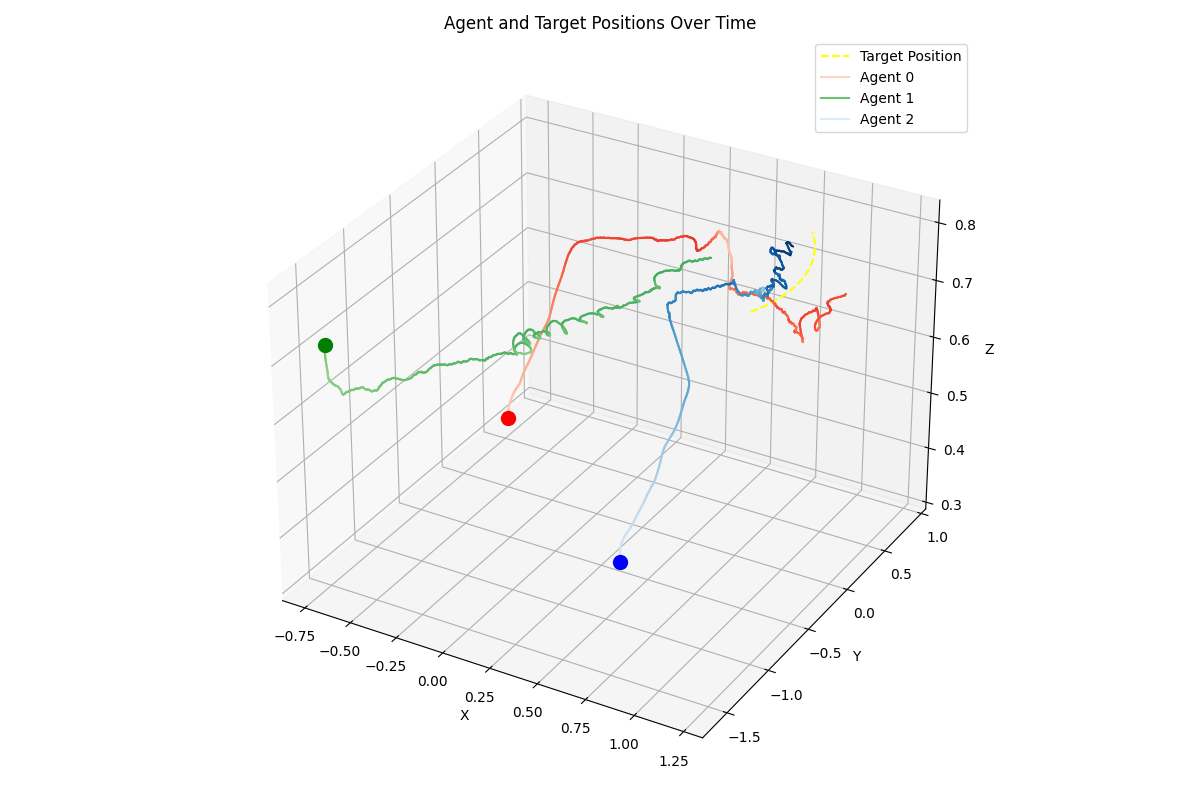 Agent and Target Positions Over Time
Target Position
Agent 0
Agent 1
Agent 2
0.8
0.7
0.6
Z
0.5
0.4
0.3
1.0
0.5
0.0
−0.5
Y
−1.0
−1.5
−0.75
−0.50
−0.25
0.00
0.25
X
0.50
0.75
1.00
1.25